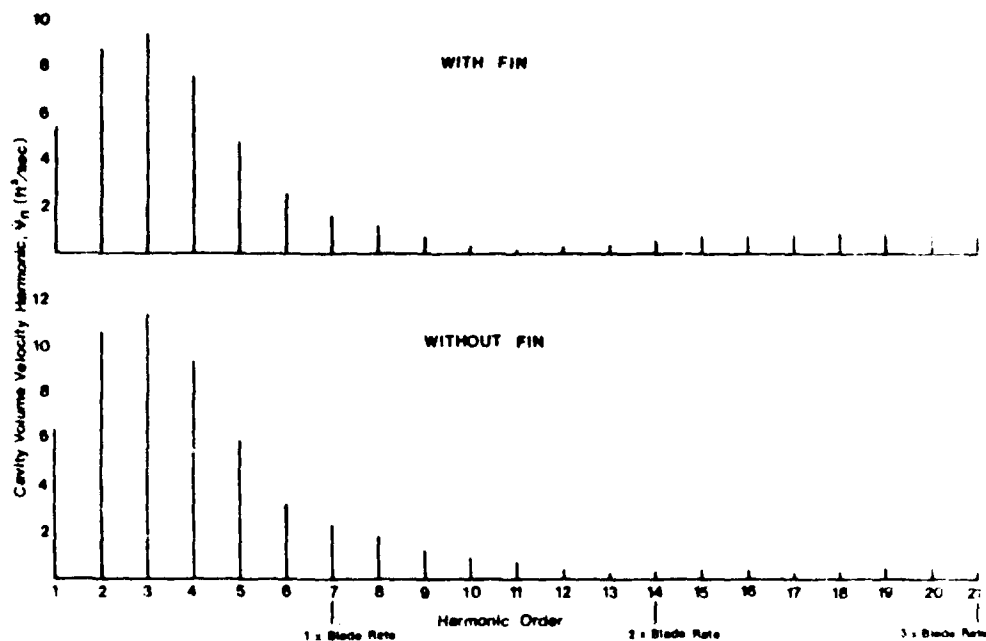 Cavity Volume Velocity Harmonic, V̇n (ft³/sec)
10
8
6
4
2
WITH FIN
12
10
8
6
4
2
WITHOUT FIN
1 2 3 4 5 6 7 8 9 10 11 12 13 14 15 16 17 18 19 20 21
Harmonic Order
1 x Blade Rate
2 x Blade Rate
3 x Blade Rate